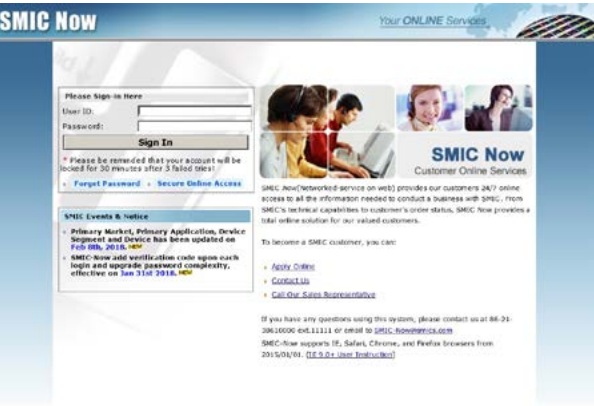 SMIC Now
Your ONLINE Services
Please Sign-in Here
User ID:
Password:
Sign In
* Please be reminded that your account will be
locked for 30 minutes after 3 failed tries!
Forget Password
Secure Online Access
SMIC Events & Notice
Primary Market, Primary Application, Device
Segment and Device has been updated on
Feb 8th, 2018. NEW
SMIC-Now add verification code upon each
login and upgrade password complexity,
effective on Jan 31st 2018. NEW
SMIC Now
Customer Online Services
SMIC Now(Networked-service on web) provides our customers 24/7 online
access to all the information needed to conduct a business with SMIC. From
SMIC's technical capabilities to customer's order status, SMIC Now provides a
total online solution for our valued customers.
To become a SMIC customer, you can:
Apply Online
Contact Us
Call Our Sales Representative
If you have any questions using this system, please contact us at 86-21-
38610000 ext.11111 or email to SMIC-Now@smics.com
SMIC-Now supports IE, Safari, Chrome, and Firefox browsers from
2015/01/01. [IE 9.0+ User Instruction]